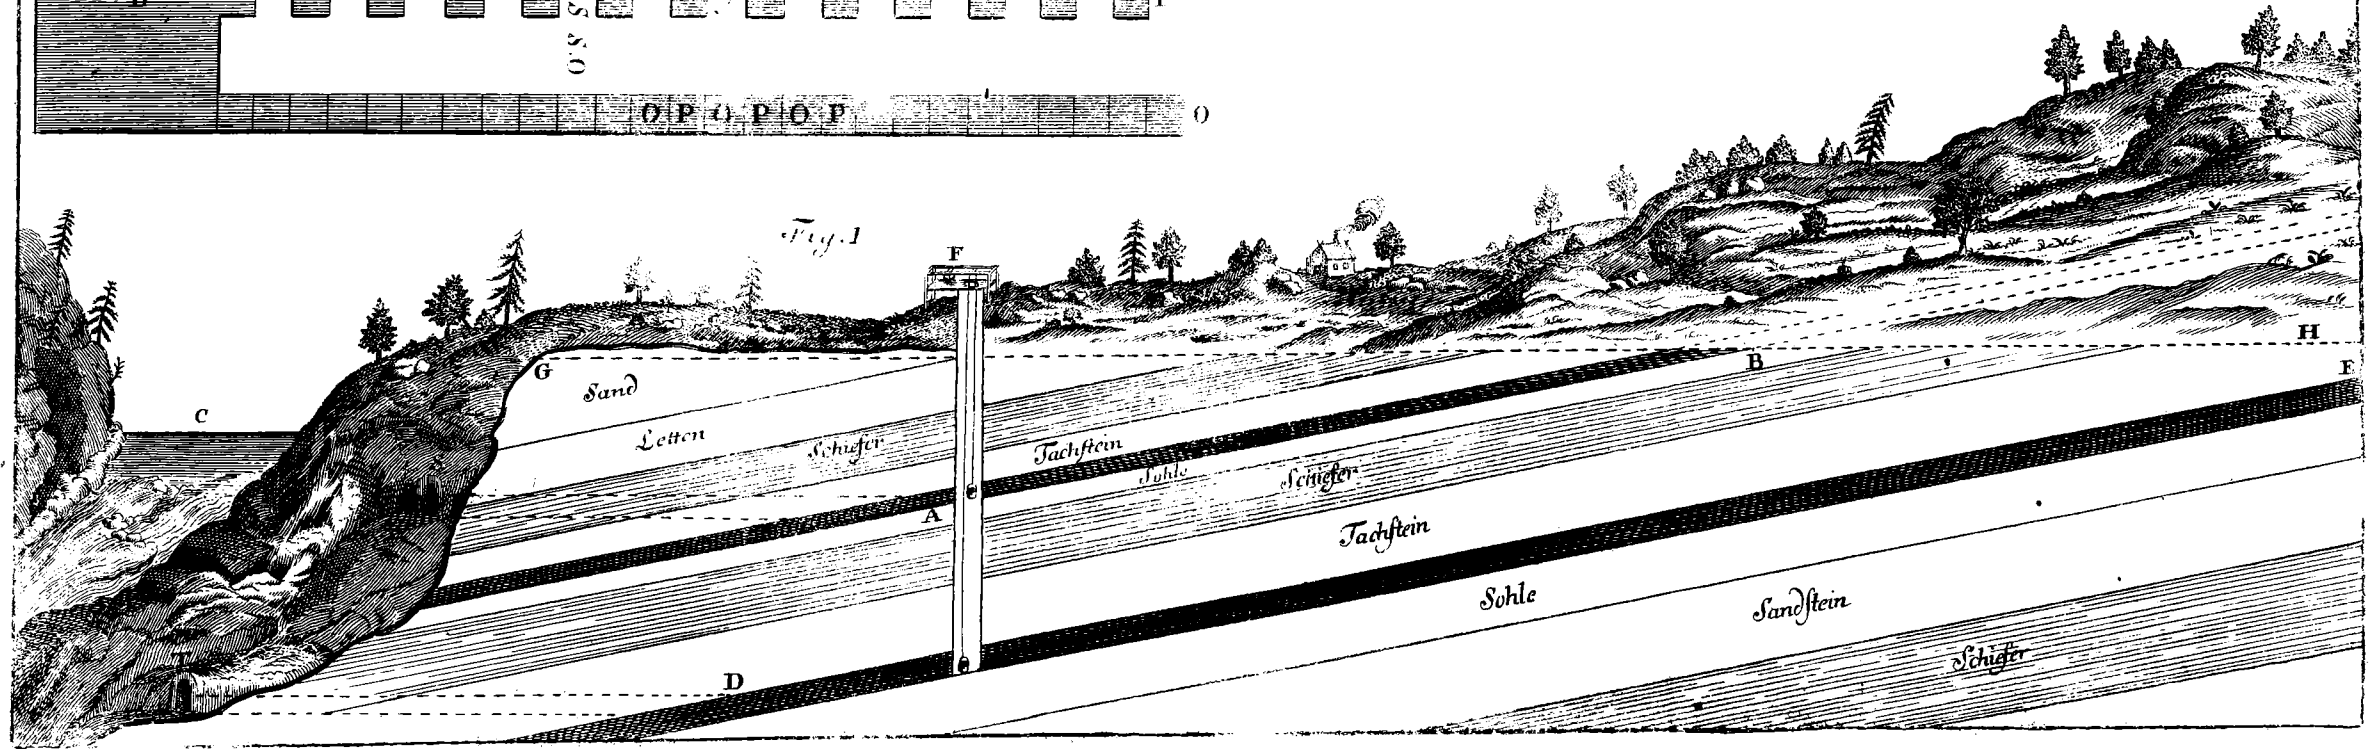 S
S
O
O P O P O P
O
Fig. 1
F
C
G
Sand
Letten
Schiefer
Tachstein
Sohle
Schiefer
Tachstein
Sohle
Sandstein
Schiefer
A
B
H
E
D
T